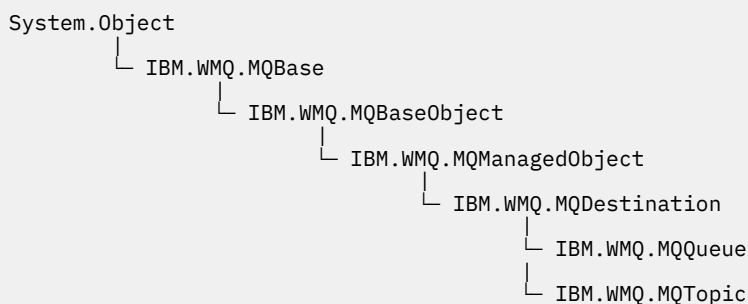 System.Object
IBM.WMQ.MQBase
IBM.WMQ.MQBaseObject
IBM.WMQ.MQManagedObject
IBM.WMQ.MQDestination
IBM.WMQ.MQQueue
IBM.WMQ.MQTopic